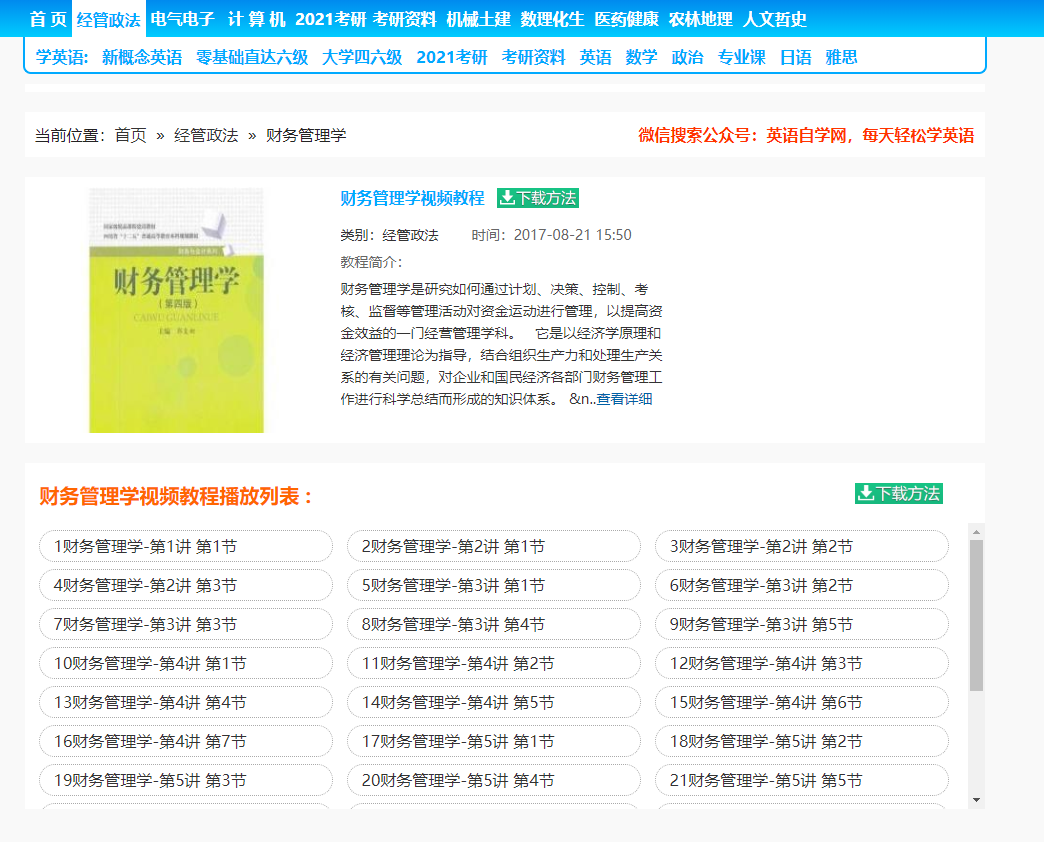 首 页 经管政法 电气电子 计 算 机 2021考研 考研资料 机械土建 数理化生 医药健康 农林地理 人文哲史
学英语: 新概念英语 零基础直达六级 大学四六级 2021考研 考研资料 英语 数学 政治 专业课 日语 雅思
当前位置：首页 » 经管政法 » 财务管理学
微信搜索公众号：英语自学网，每天轻松学英语
财务管理学
（第四版）
CAIWU GUANLIXUE
财务管理学视频教程 下载方法
类别：经管政法 时间：2017-08-21 15:50
教程简介：
财务管理学是研究如何通过计划、决策、控制、考
核、监督等管理活动对资金运动进行管理，以提高资
金效益的一门经营管理学科。 它是以经济学原理和
经济管理理论为指导，结合组织生产力和处理生产关
系的有关问题，对企业和国民经济各部门财务管理工
作进行科学总结而形成的知识体系。 &n..查看详细
财务管理学视频教程播放列表： 下载方法
1财务管理学-第1讲 第1节 2财务管理学-第2讲 第1节 3财务管理学-第2讲 第2节
4财务管理学-第2讲 第3节 5财务管理学-第3讲 第1节 6财务管理学-第3讲 第2节
7财务管理学-第3讲 第3节 8财务管理学-第3讲 第4节 9财务管理学-第3讲 第5节
10财务管理学-第4讲 第1节 11财务管理学-第4讲 第2节 12财务管理学-第4讲 第3节
13财务管理学-第4讲 第4节 14财务管理学-第4讲 第5节 15财务管理学-第4讲 第6节
16财务管理学-第4讲 第7节 17财务管理学-第5讲 第1节 18财务管理学-第5讲 第2节
19财务管理学-第5讲 第3节 20财务管理学-第5讲 第4节 21财务管理学-第5讲 第5节